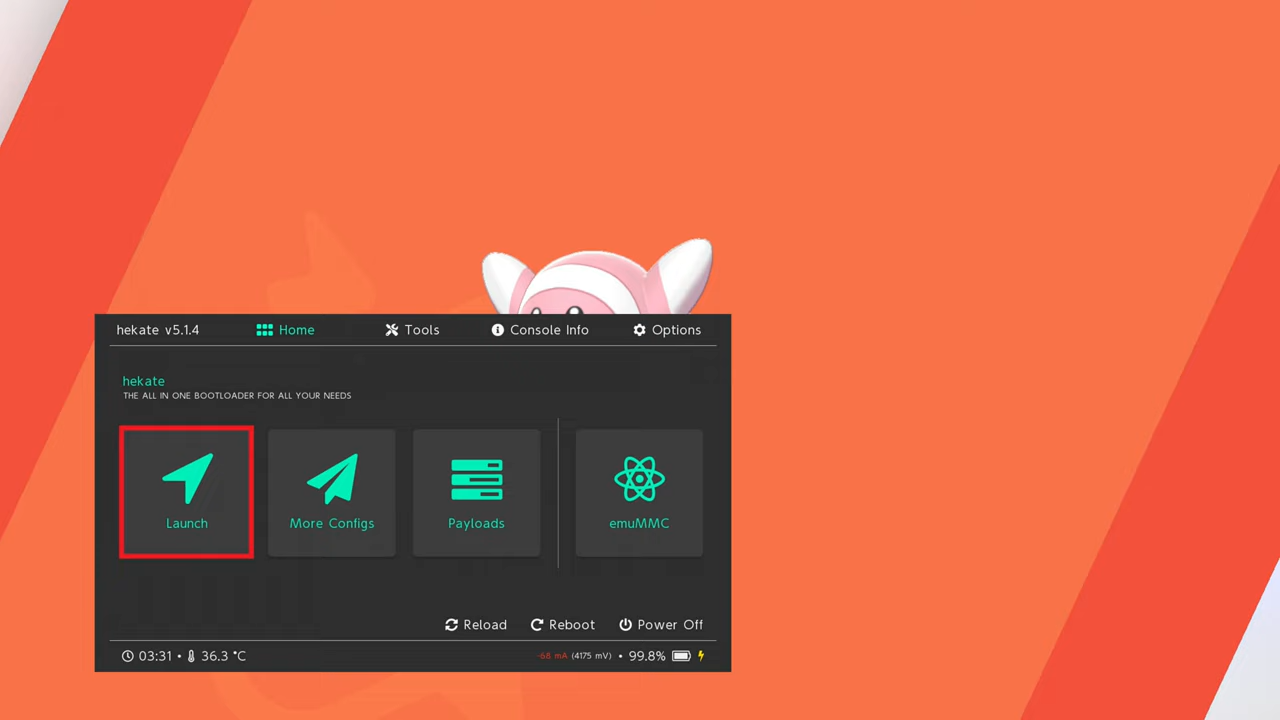 hekate v5.1.4 Home Tools Console Info Options
hekate
THE ALL IN ONE BOOTLOADER FOR ALL YOUR NEEDS
Launch More Configs Payloads emuMMC
Reload Reboot Power Off
03:31 • 36.3 °C -68 mA (4175 mV) • 99.8%